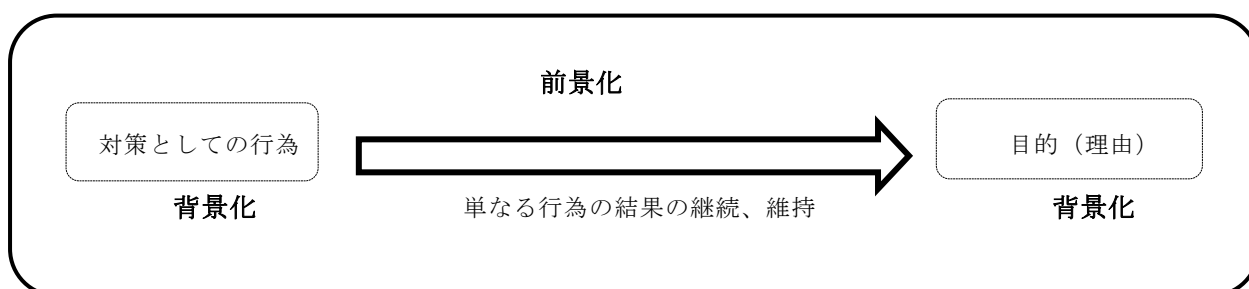 前景化
対策としての行為
目的（理由）
背景化
単なる行為の結果の継続、維持
背景化